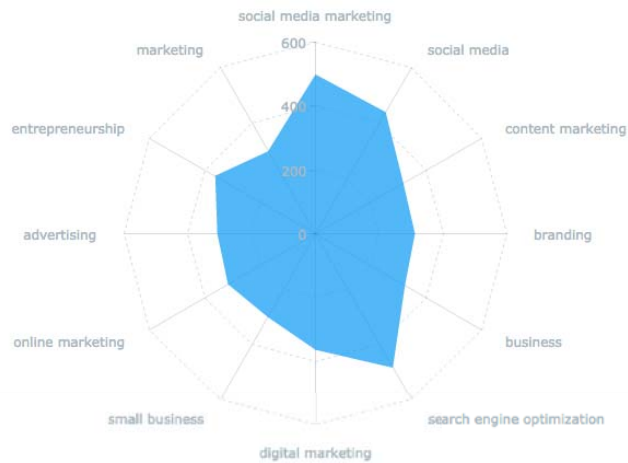 social media marketing
600
marketing
social media
400
entrepreneurship
content marketing
200
advertising
0
branding
online marketing
business
small business
search engine optimization
digital marketing